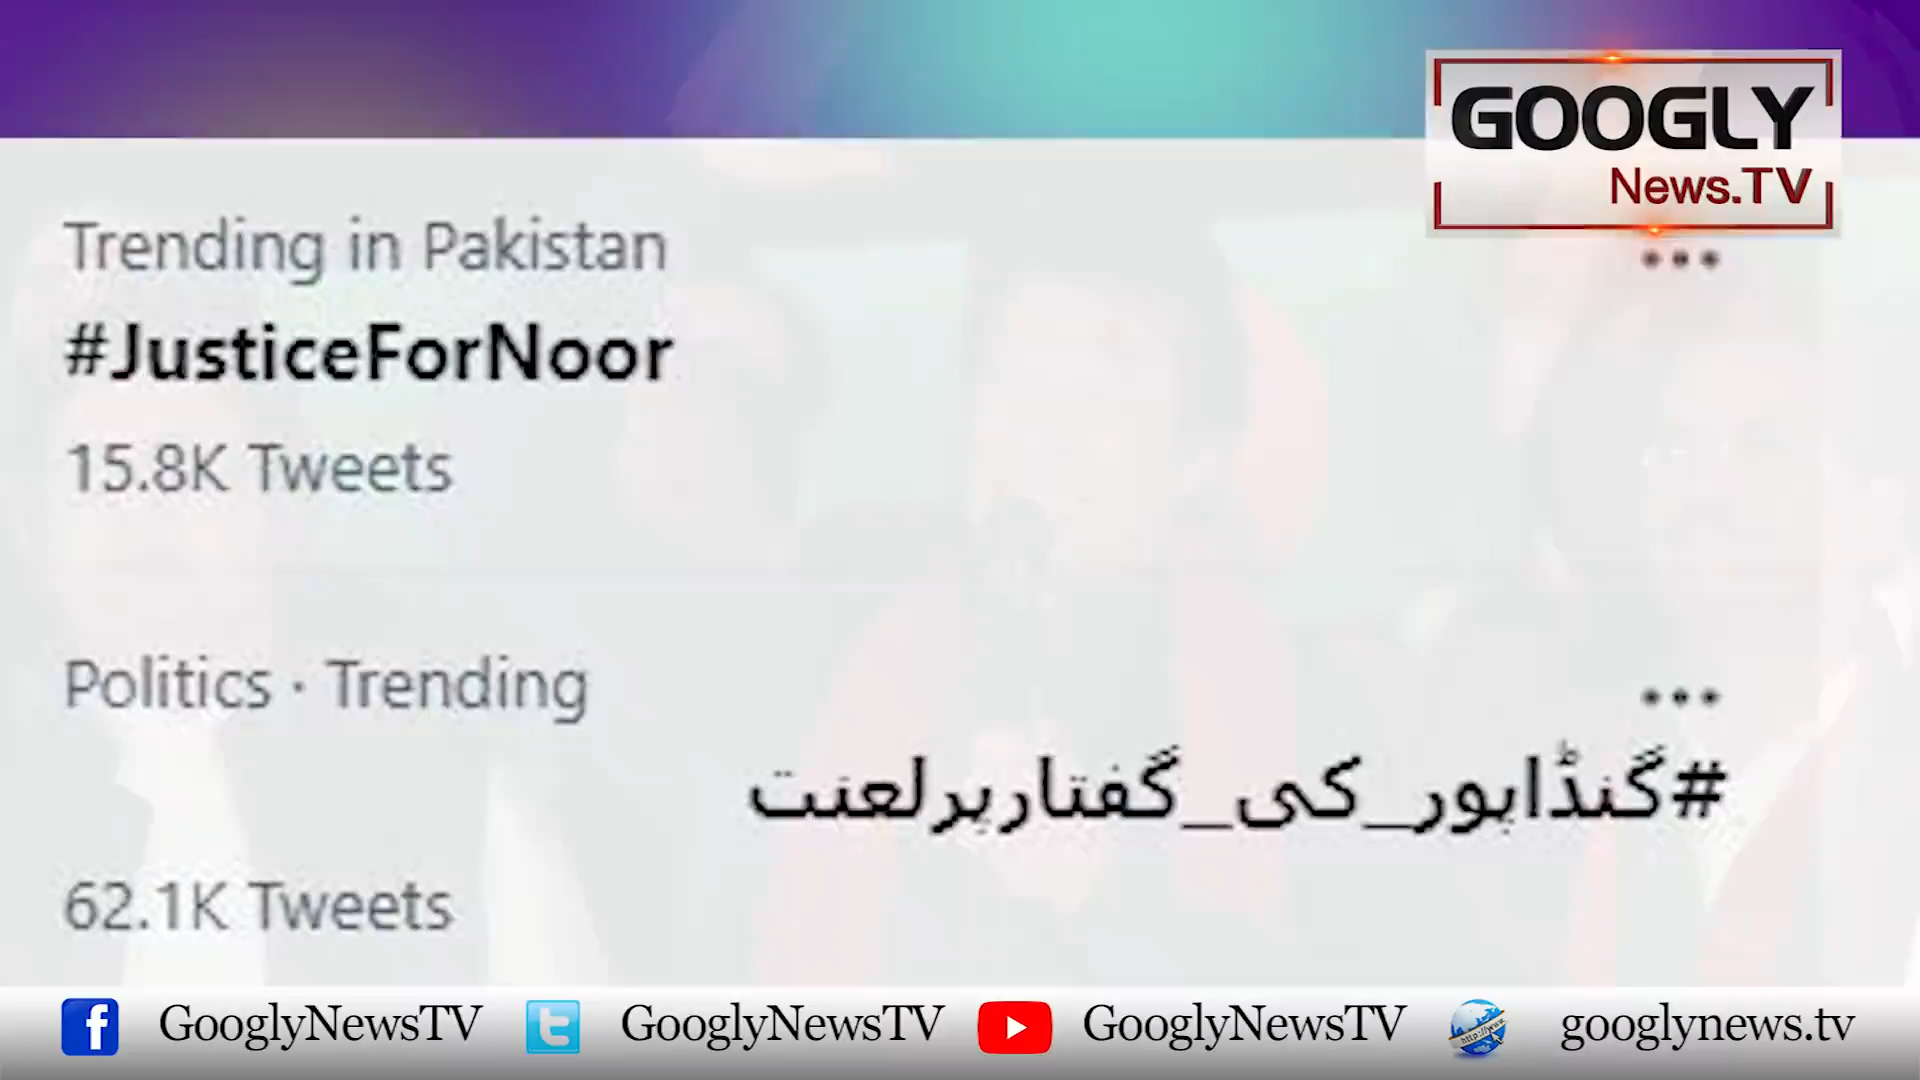 GOOGLY
News.TV
Trending in Pakistan
#JusticeForNoor
15.8K Tweets
Politics · Trending
#گنڈاپور_کی_گفتارپرلعنت
62.1K Tweets
GooglyNewsTV GooglyNewsTV GooglyNewsTV googlynews.tv